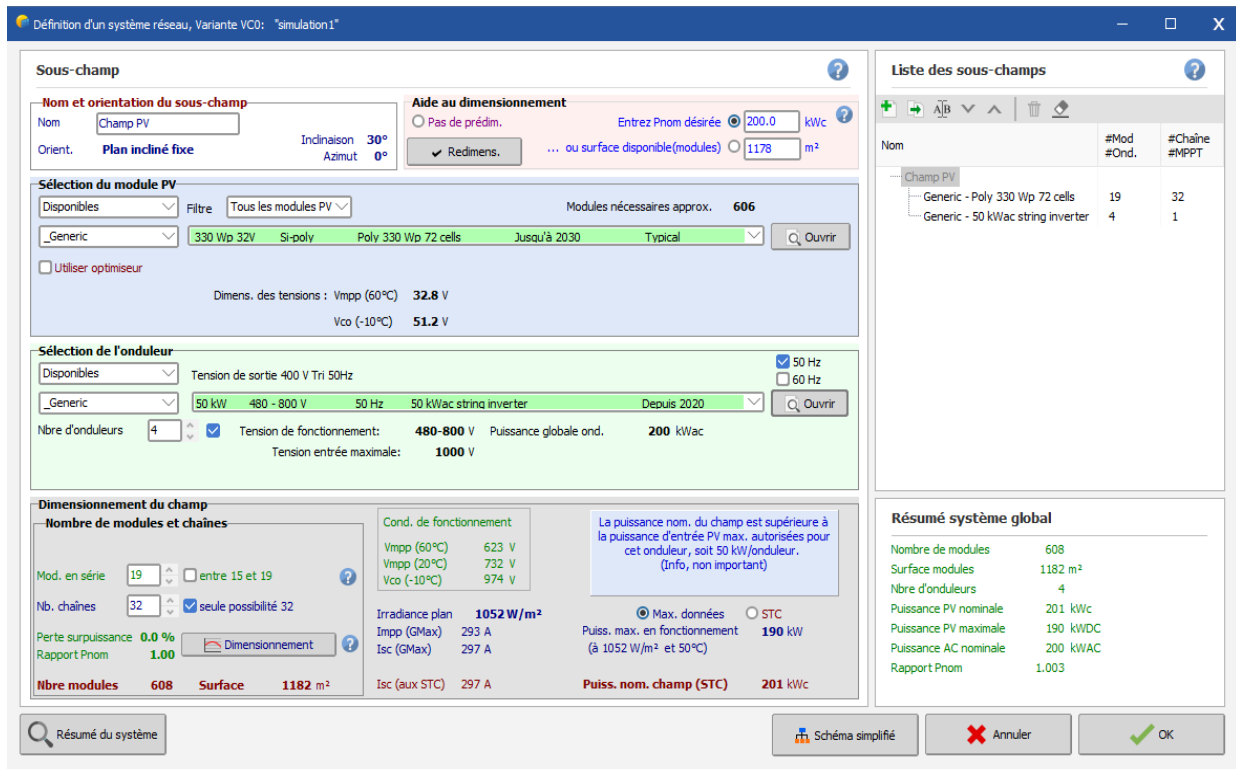 Définition d'un système réseau, Variante VC0: "simulation1"
Sous-champ
Nom et orientation du sous-champ
Nom Champ PV
Orient. Plan incliné fixe
Inclinaison 30°
Azimut 0°
Aide au dimensionnement
Pas de prédim.
Entrez Pnom désirée 200.0 kWc
Redimens.
... ou surface disponible(modules) 1178 m²
Sélection du module PV
Disponibles Filtre Tous les modules PV Modules nécessaires approx. 606
_Generic 330 Wp 32V Si-poly Poly 330 Wp 72 cells Jusqu'à 2030 Typical Ouvrir
Utiliser optimiseur
Dimens. des tensions : Vmpp (60°C) 32.8 V
Vco (-10°C) 51.2 V
Sélection de l'onduleur
Disponibles Tension de sortie 400 V Tri 50Hz
50 Hz
60 Hz
_Generic 50 kW 480 - 800 V 50 Hz 50 kWac string inverter Depuis 2020 Ouvrir
Nbre d'onduleurs 4 Tension de fonctionnement: 480-800 V Puissance globale ond. 200 kWac
Tension entrée maximale: 1000 V
Dimensionnement du champ
Nombre de modules et chaînes
Mod. en série 19 entre 15 et 19
Nb. chaînes 32 seule possibilité 32
Perte surpuissance 0.0 %
Rapport Pnom 1.00
Dimensionnement
Nbre modules 608 Surface 1182 m²
Cond. de fonctionnement
Vmpp (60°C) 623 V
Vmpp (20°C) 732 V
Vco (-10°C) 974 V
La puissance nom. du champ est supérieure à
la puissance d'entrée PV max. autorisées pour
cet onduleur, soit 50 kW/onduleur.
(Info, non important)
Irradiance plan 1052 W/m²
Impp (GMax) 293 A
Isc (GMax) 297 A
Isc (aux STC) 297 A
Max. données STC
Puiss. max. en fonctionnement 190 kW
(à 1052 W/m² et 50°C)
Puiss. nom. champ (STC) 201 kWc
Liste des sous-champs
Nom #Mod #Chaîne
#Ond. #MPPT
Champ PV
Generic - Poly 330 Wp 72 cells 19 32
Generic - 50 kWac string inverter 4 1
Résumé système global
Nombre de modules 608
Surface modules 1182 m²
Nbre d'onduleurs 4
Puissance PV nominale 201 kWc
Puissance PV maximale 190 kWDC
Puissance AC nominale 200 kWAC
Rapport Pnom 1.003
Résumé du système
Schéma simplifié
Annuler
OK